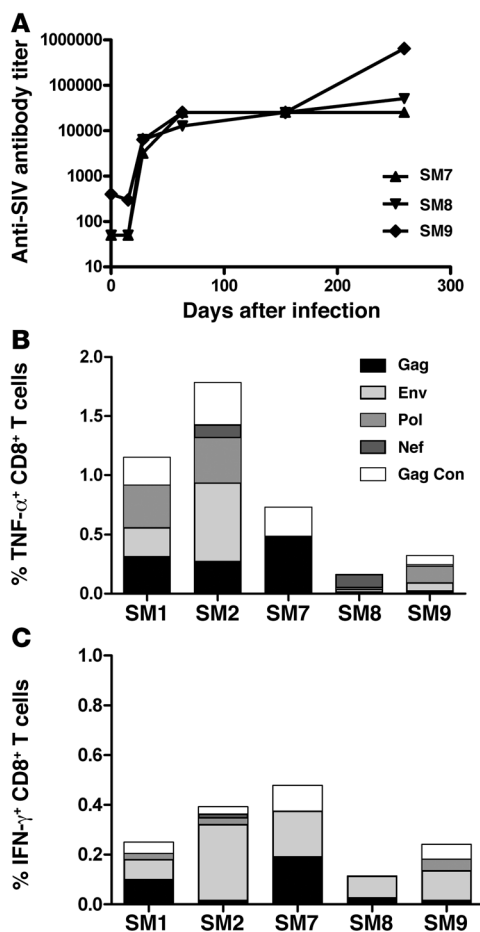 A
Anti-SIV antibody titer
1000000
100000
10000
1000
100
10
SM7
SM8
SM9
0 100 200 300
Days after infection
B
% TNF-α+ CD8+ T cells
2.0
1.5
1.0
0.5
0.0
Gag
Env
Pol
Nef
Gag Con
SM1 SM2 SM7 SM8 SM9
C
% IFN-γ+ CD8+ T cells
1.0
0.8
0.6
0.4
0.2
0.0
SM1 SM2 SM7 SM8 SM9